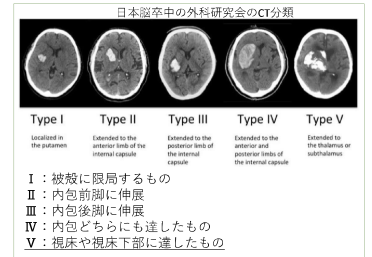 日本脳卒中の外科研究会のCT分類
Type I
Type II
Type III
Type IV
Type V
Localized in
the putamen
Extended to the
anterior limb of the
internal capsule
Extended to the
posterior limb of
the internal
capsule
Extended to the
anterior and
posterior limbs of
the internal capsule
Extended to
the thalamus or
subthalamus
Ⅰ：被殻に限局するもの
Ⅱ：内包前脚に伸展
Ⅲ：内包後脚に伸展
Ⅳ：内包どちらにも達したもの
Ⅴ：視床や視床下部に達したもの